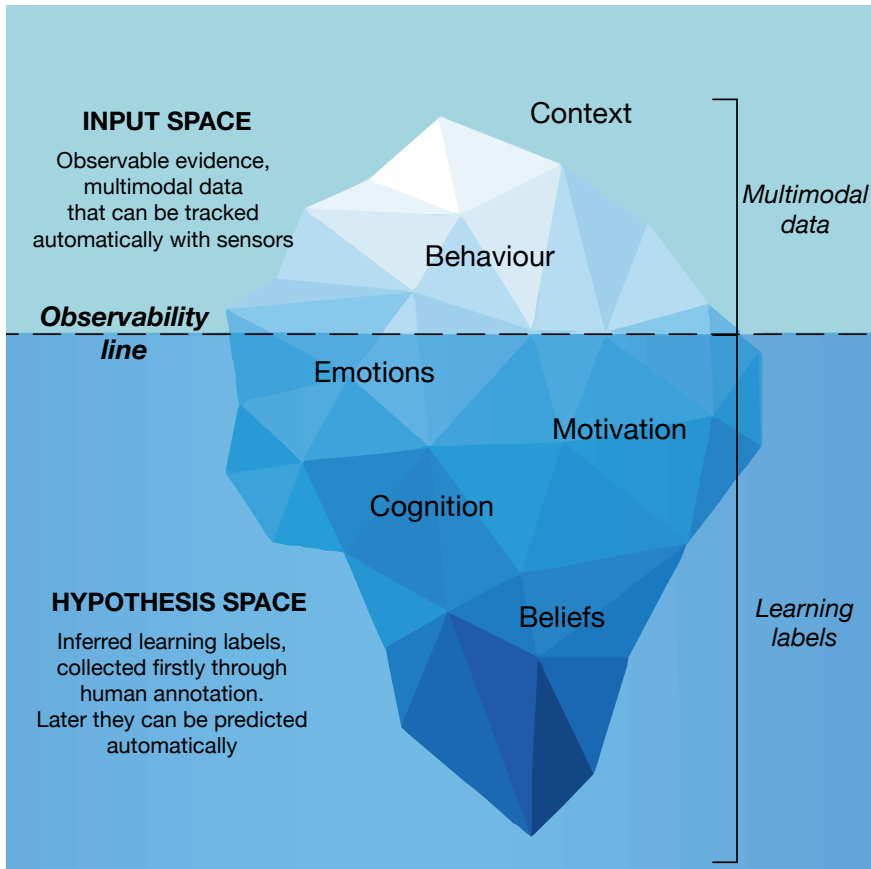 Context
INPUT SPACE
Observable evidence,
multimodal data
that can be tracked
automatically with sensors
Multimodal
data
Behaviour
Observability
line
Emotions
Motivation
Cognition
HYPOTHESIS SPACE
Inferred learning labels,
collected firstly through
human annotation.
Later they can be predicted
automatically
Beliefs
Learning
labels